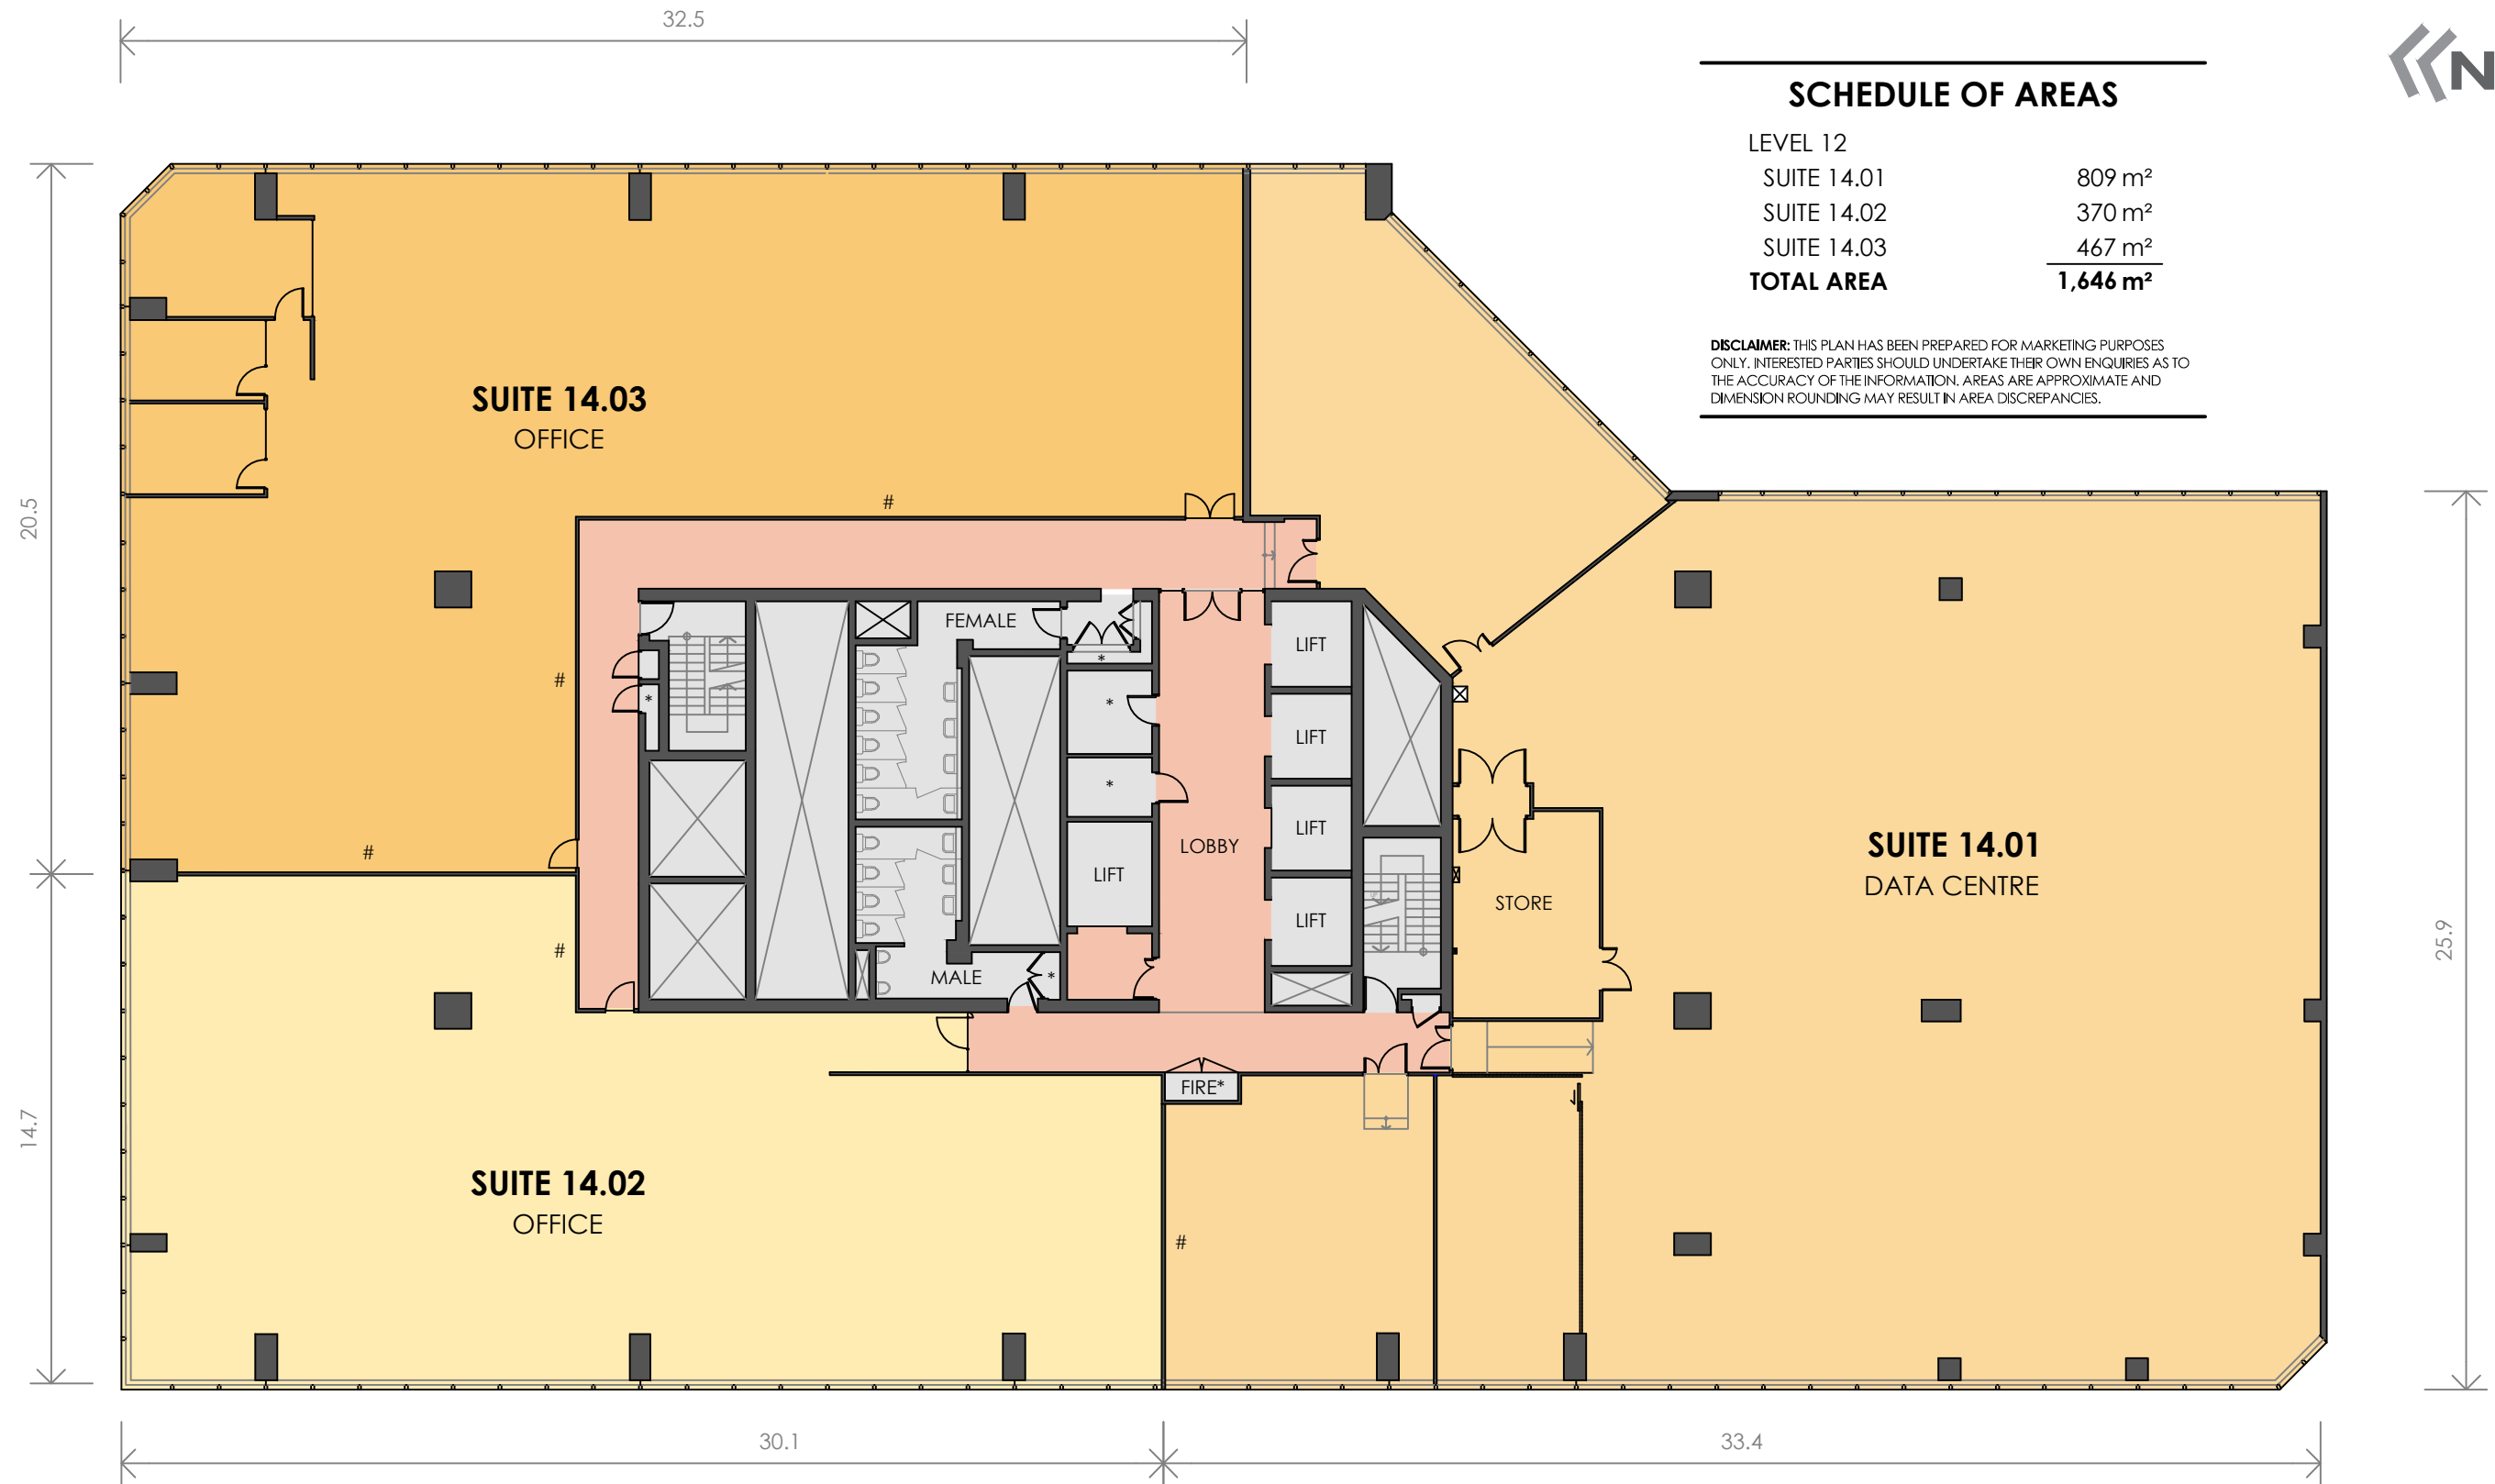 32.5
N
SCHEDULE OF AREAS
LEVEL 12
SUITE 14.01 809 m²
SUITE 14.02 370 m²
SUITE 14.03 467 m²
TOTAL AREA 1,646 m²
DISCLAIMER: THIS PLAN HAS BEEN PREPARED FOR MARKETING PURPOSES
ONLY. INTERESTED PARTIES SHOULD UNDERTAKE THEIR OWN ENQUIRIES AS TO
THE ACCURACY OF THE INFORMATION. AREAS ARE APPROXIMATE AND
DIMENSION ROUNDING MAY RESULT IN AREA DISCREPANCIES.
SUITE 14.03
OFFICE
#
20.5
FEMALE
LIFT
*
#
*
*
LIFT
*
LIFT
#
LOBBY
SUITE 14.01
DATA CENTRE
LIFT
STORE
LIFT
#
25.9
MALE
*
FIRE*
14.7
SUITE 14.02
OFFICE
#
30.1
33.4